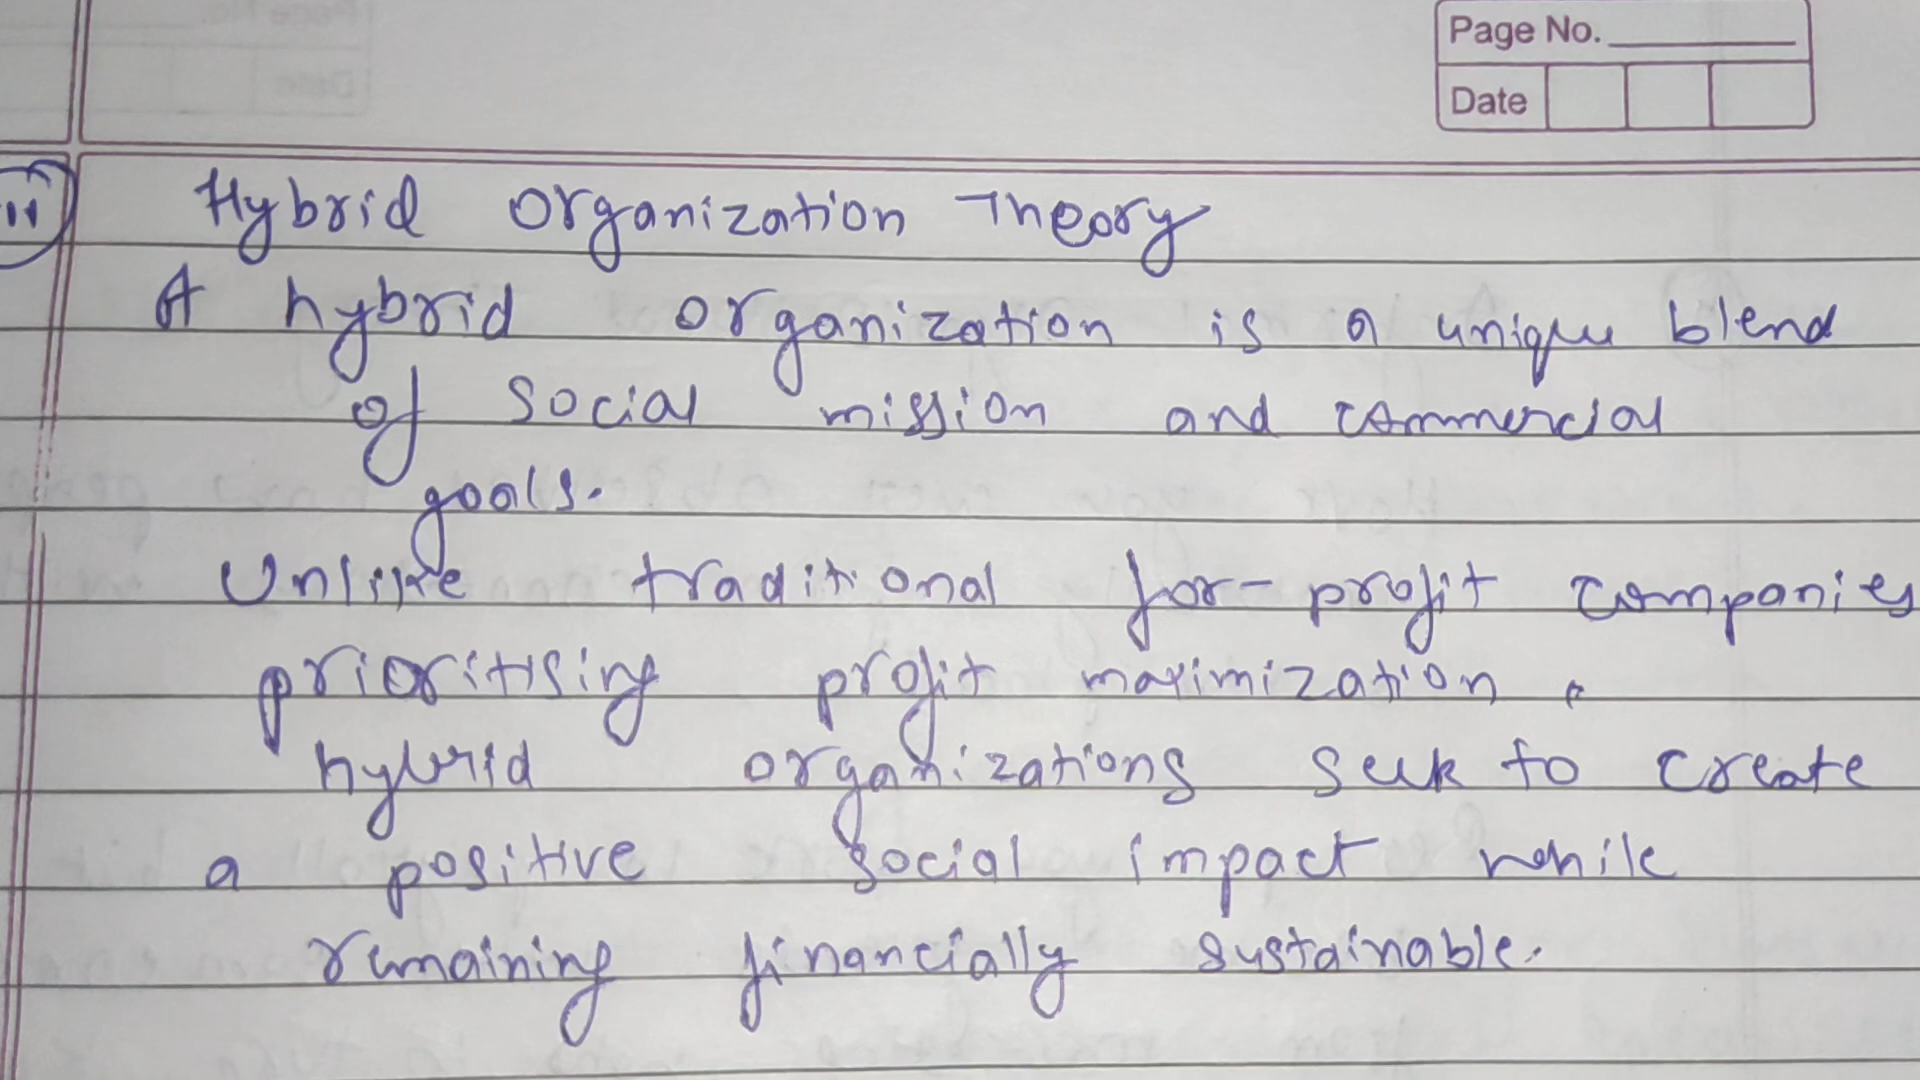 Page No.
Date
ii
Hybrid Organization Theory
A hybrid organization is a unique blend
of social mission and commercial
goals.
Unlike traditional for-profit companies
prioritising profit maximization,
hybrid organizations seek to create
a positive social impact while
remaining financially sustainable.